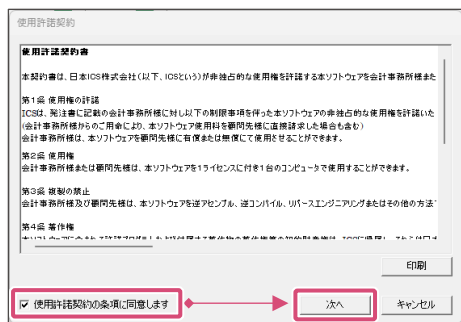 使用許諾契約
使用許諾契約書
本契約書は、日本ICS株式会社(以下、ICSという)が非独占的な使用権を許諾する本ソフトウェアを会計事務所様また
第1条 使用権の許諾
ICSは、発注書に記載の会計事務所様に対し以下の制限事項を伴った本ソフトウェアの非独占的な使用権を許諾いた
(会計事務所様からのご用命により、本ソフトウェア使用料を顧問先様に直接請求した場合も含む)
会計事務所様は、本ソフトウェアを顧問先様に有償または無償にて使用させることができます。
第2条 使用権
会計事務所様または顧問先様は、本ソフトウェアを1ライセンスに付き1台のコンピュータで使用することができます。
第3条 複製の禁止
会計事務所様及び顧問先様は、本ソフトウェアを逆アセンブル、逆コンパイル、リバースエンジニアリングまたはその他の方法
第4条 著作権
印刷
使用許諾契約の条項に同意します
次へ
キャンセル